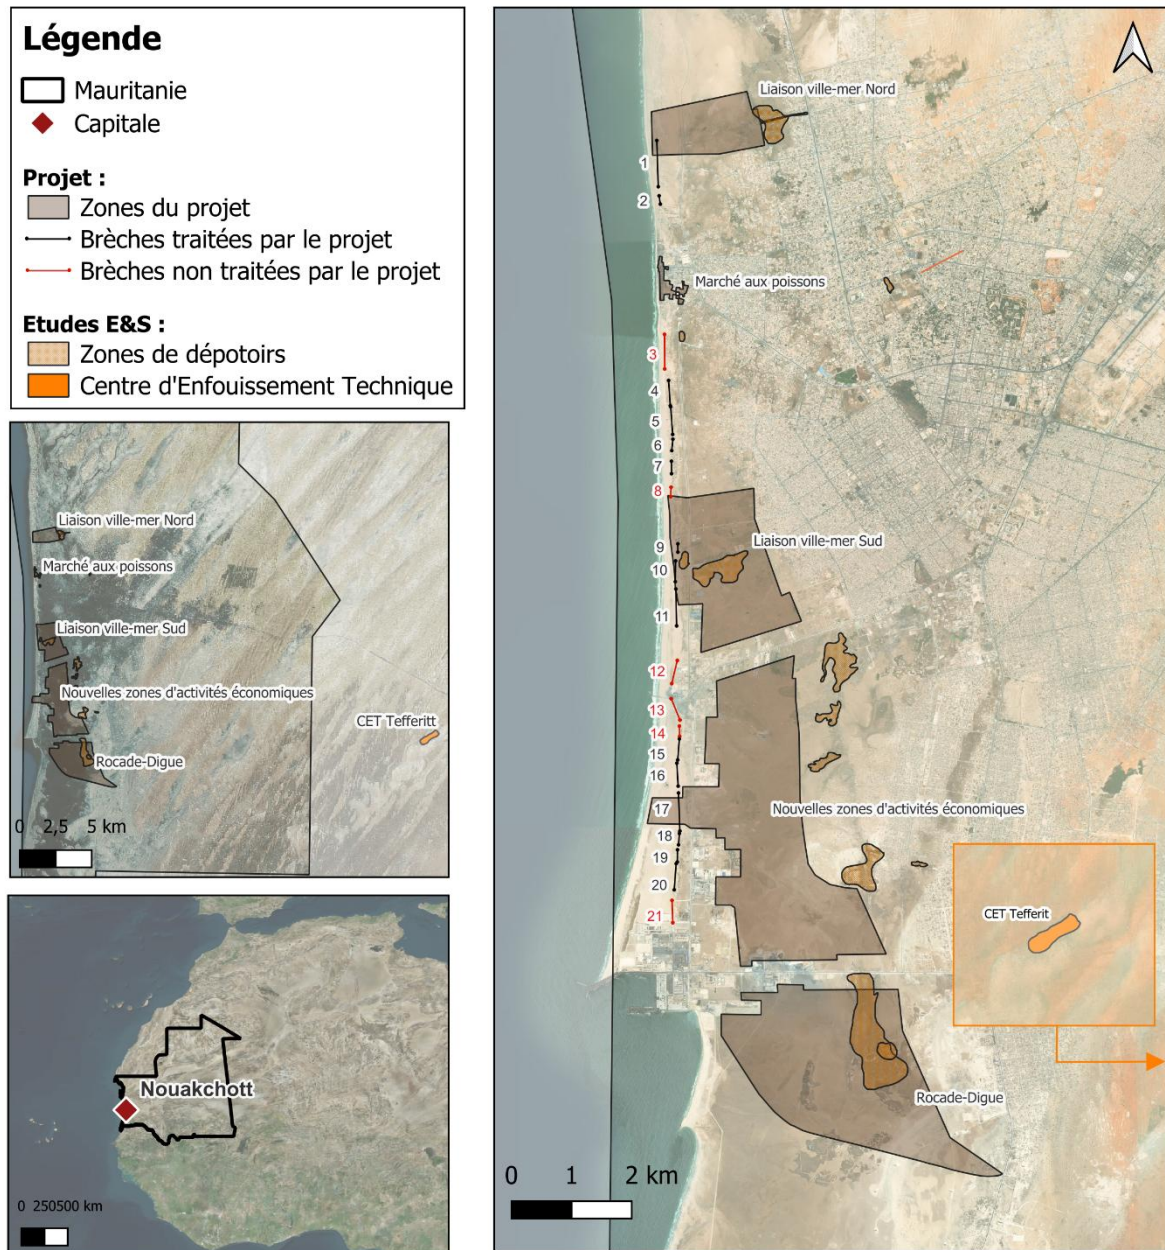 Légende
Mauritanie
Capitale
Projet :
Zones du projet
Brèches traitées par le projet
Brèches non traitées par le projet
Etudes E&S :
Zones de dépotoirs
Centre d'Enfouissement Technique
Liaison ville-mer Nord
Marché aux poissons
Liaison ville-mer Sud
Nouvelles zones d'activités économiques
CET Tefferitt
Rocade-Digue
0 2,5 5 km
Nouakchott
0 250500 km
Liaison ville-mer Nord
1
2
Marché aux poissons
3
4
5
6
7
8
Liaison ville-mer Sud
9
10
11
12
13
14
15
16
17
Nouvelles zones d'activités économiques
18
19
20
21
CET Tefferit
Rocade-Digue
0 1 2 km